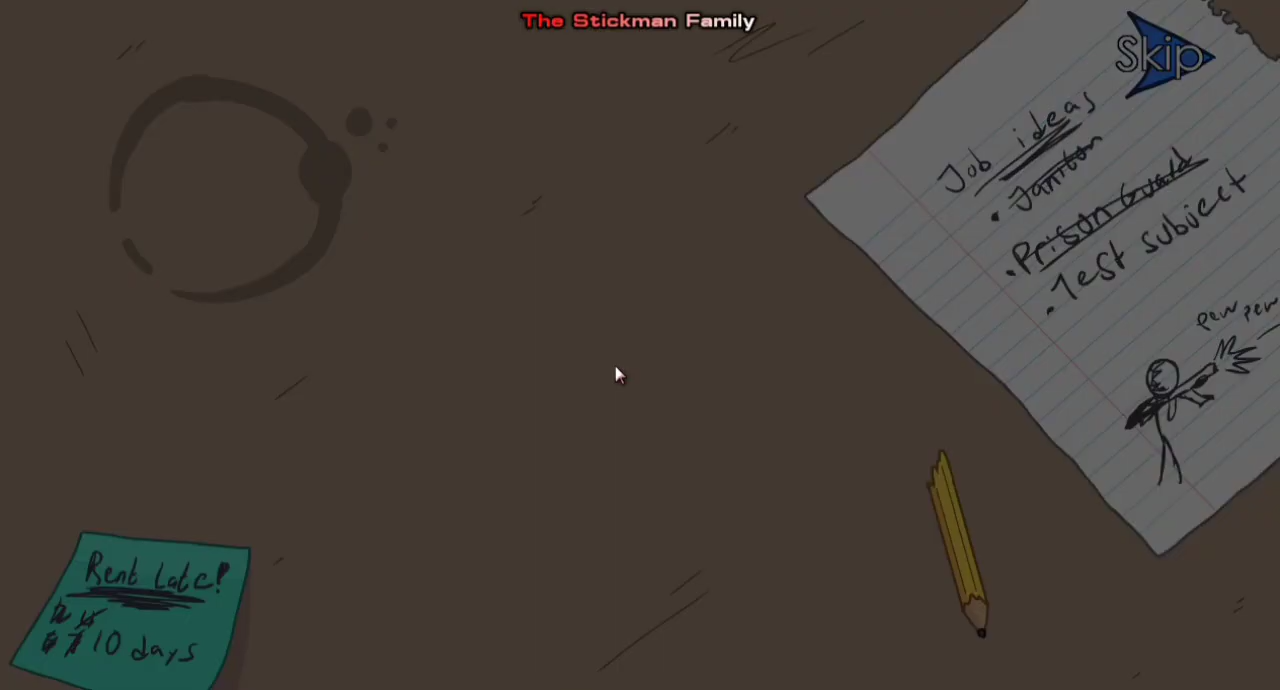 The Stickman Family
Skip
Job ideas
• Janitor
• Prison Guard
• Test subject
pew pew
Rent Late!
10 days